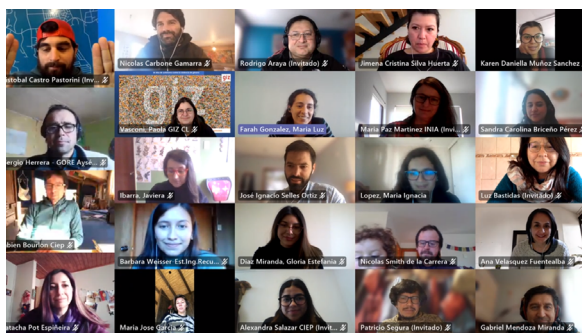 istobal Castro Pastorini (Inv...
Nicolas Carbone Gamarra
Rodrigo Araya (Invitado)
Jimena Cristina Silva Huerta
Karen Daniella Muñoz Sanchez
ergio Herrera - GORE Aysé...
giz
Vasconi, Paola GIZ CL
Farah Gonzalez, Maria Luz
Maria Paz Martinez INIA (Invi...
Sandra Carolina Briceño Pérez
Ibarra, Javiera
José Ignacio Selles Ortiz
Lopez, Maria Ignacia
Luz Bastidas (Invitado)
bien Bourlon Ciep
Barbara Weisser-Est.Ing.Recu...
Diaz Miranda, Gloria Estefania
Nicolas Smith de la Carrera
Ana Velasquez Fuentealba
atacha Pot Espiñeira
Maria Jose Garcia
Alexandra Salazar CIEP (Invit...
Patricio Segura (Invitado)
Gabriel Mendoza Miranda